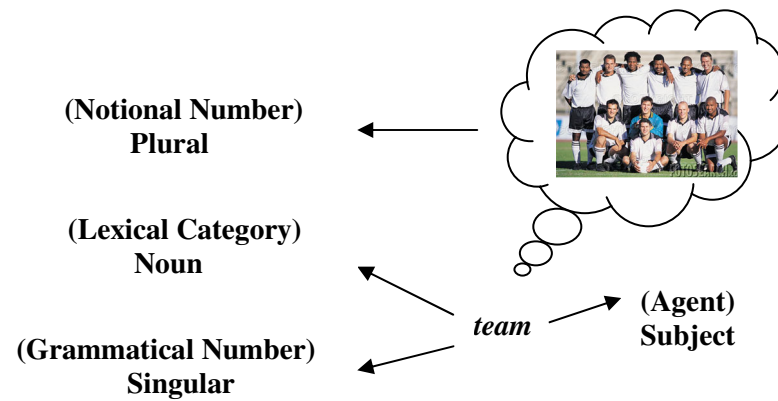 (Notional Number)
Plural
(Lexical Category)
Noun
team
(Agent)
Subject
(Grammatical Number)
Singular